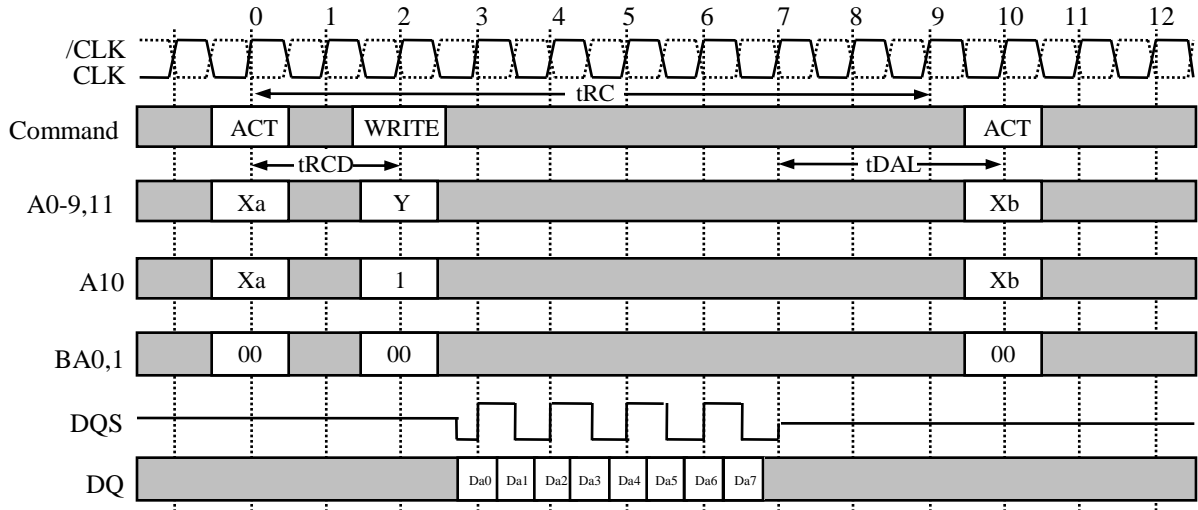 0 1 2 3 4 5 6 7 8 9 10 11 12
/CLK
CLK
tRC
Command ACT WRITE ACT
tRCD tDAL
A0-9,11 Xa Y Xb
A10 Xa 1 Xb
BA0,1 00 00 00
DQS
DQ Da0 Da1 Da2 Da3 Da4 Da5 Da6 Da7